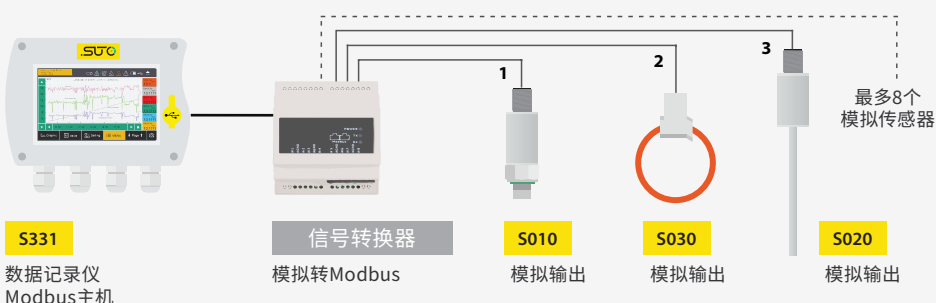 SUTO
1
2
3
最多8个
模拟传感器
S331
信号转换器
S010
S030
S020
数据记录仪
Modbus主机
模拟转Modbus
模拟输出
模拟输出
模拟输出